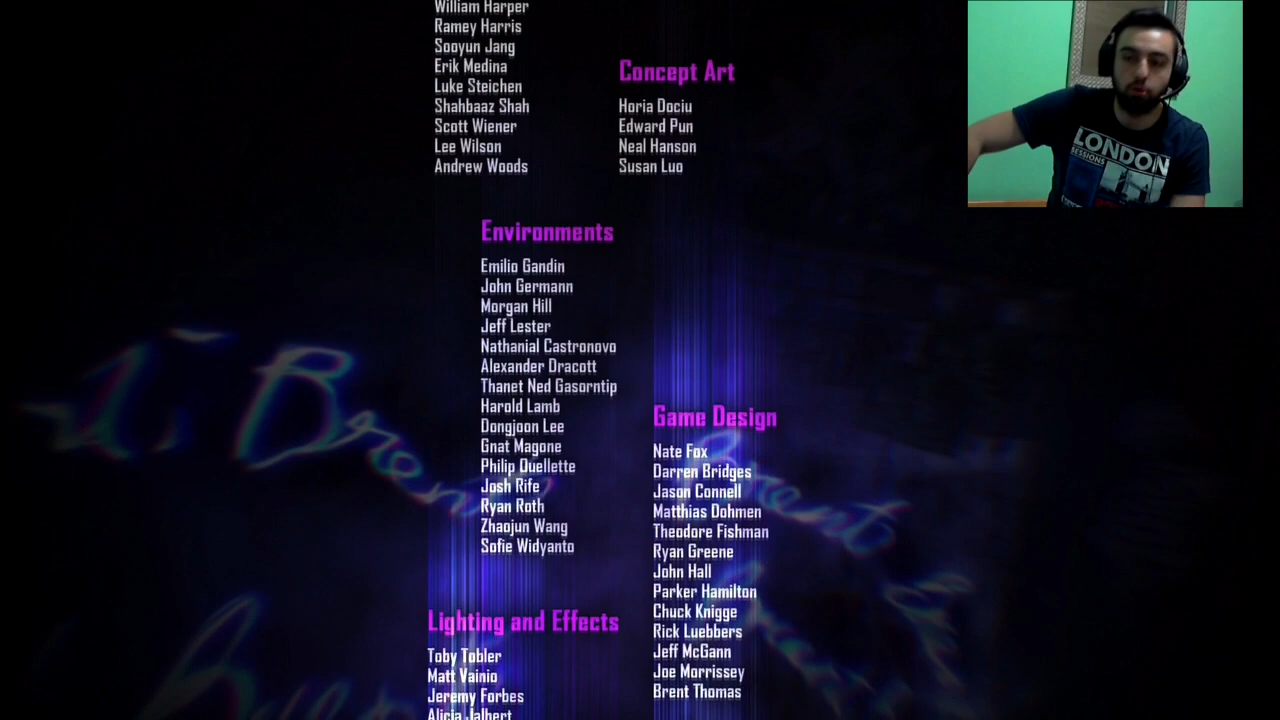 William Harper
Ramey Harris
Sooyun Jang
Erik Medina
Luke Steichen
Shahbaaz Shah
Scott Wiener
Lee Wilson
Andrew Woods
Concept Art
Horia Dociu
Edward Pun
Neal Hanson
Susan Luo
LONDON
SESSIONS
Environments
Emilio Gandin
John Germann
Morgan Hill
Jeff Lester
Nathanial Castronovo
Alexander Dracott
Thanet Ned Gasorntip
Harold Lamb
Dongjoon Lee
Gnat Magone
Philip Ouellette
Josh Rife
Ryan Roth
Zhaojun Wang
Sofie Widyanto
Game Design
Nate Fox
Darren Bridges
Jason Connell
Matthias Dohmen
Theodore Fishman
Ryan Greene
John Hall
Parker Hamilton
Chuck Knigge
Rick Luebbers
Jeff McGann
Joe Morrissey
Brent Thomas
Lighting and Effects
Toby Tobler
Matt Vainio
Jeremy Forbes
Alicia Jalbert